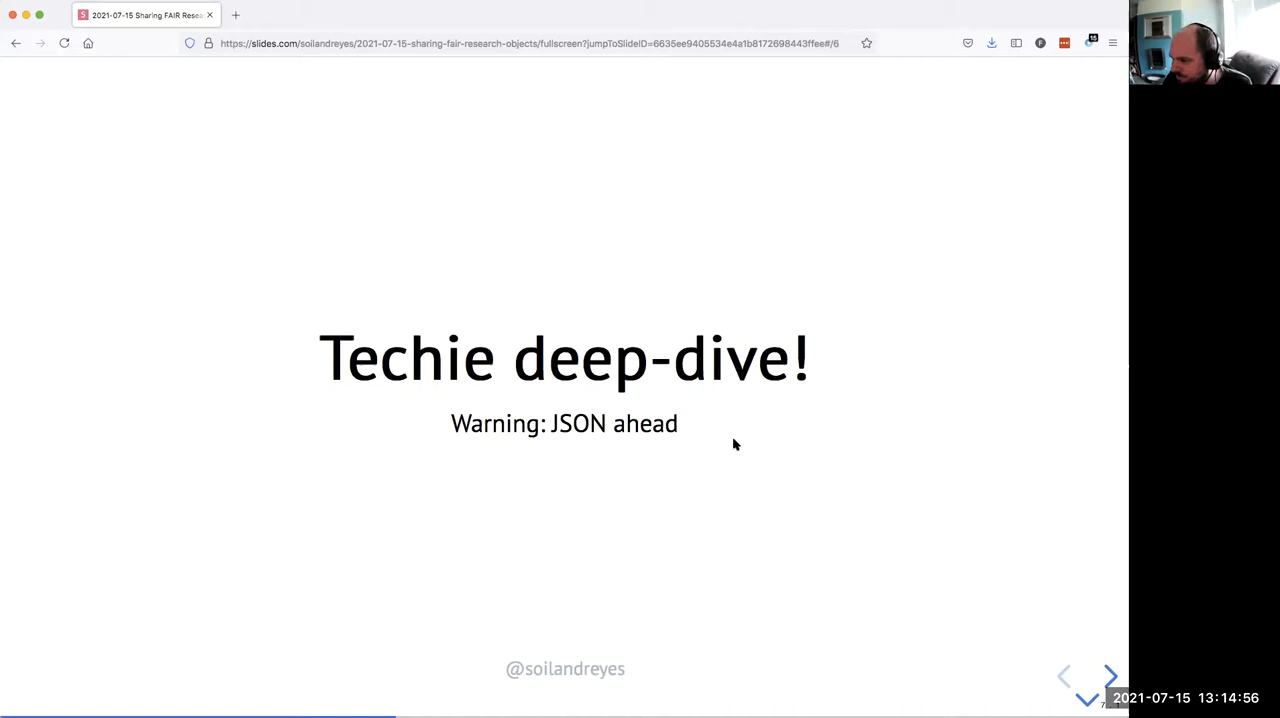 2021-07-15 Sharing FAIR Resea
https://slides.com/soilandreyes/2021-07-15-sharing-fair-research-objects/fullscreen?jumpToSlideID=6635ee9405534e4a1b8172698443ffee#/6
15
Techie deep-dive!
Warning: JSON ahead
@soilandreyes
2021-07-15 13:14:56